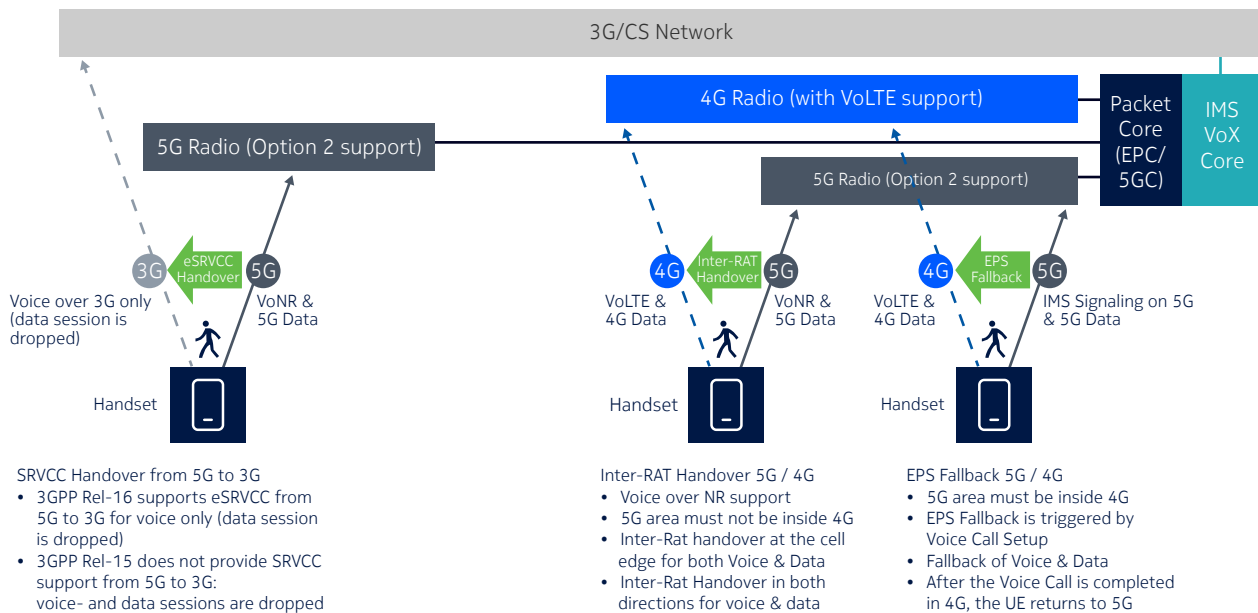 3G/CS Network
4G Radio (with VoLTE support)
Packet
Core
(EPC/
5GC)
IMS
VoX
Core
5G Radio (Option 2 support)
5G Radio (Option 2 support)
3G
eSRVCC
Handover
5G
Voice over 3G only
(data session is
dropped)
VoNR &
5G Data
Handset
4G
Inter-RAT
Handover
5G
VoLTE &
4G Data
VoNR &
5G Data
Handset
4G
EPS
Fallback
5G
VoLTE &
4G Data
IMS Signaling on 5G
& 5G Data
Handset
SRVCC Handover from 5G to 3G
• 3GPP Rel-16 supports eSRVCC from
5G to 3G for voice only (data session
is dropped)
• 3GPP Rel-15 does not provide SRVCC
support from 5G to 3G:
voice- and data sessions are dropped
Inter-RAT Handover 5G / 4G
• Voice over NR support
• 5G area must not be inside 4G
• Inter-Rat handover at the cell
edge for both Voice & Data
• Inter-Rat Handover in both
directions for voice & data
EPS Fallback 5G / 4G
• 5G area must be inside 4G
• EPS Fallback is triggered by
Voice Call Setup
• Fallback of Voice & Data
• After the Voice Call is completed
in 4G, the UE returns to 5G